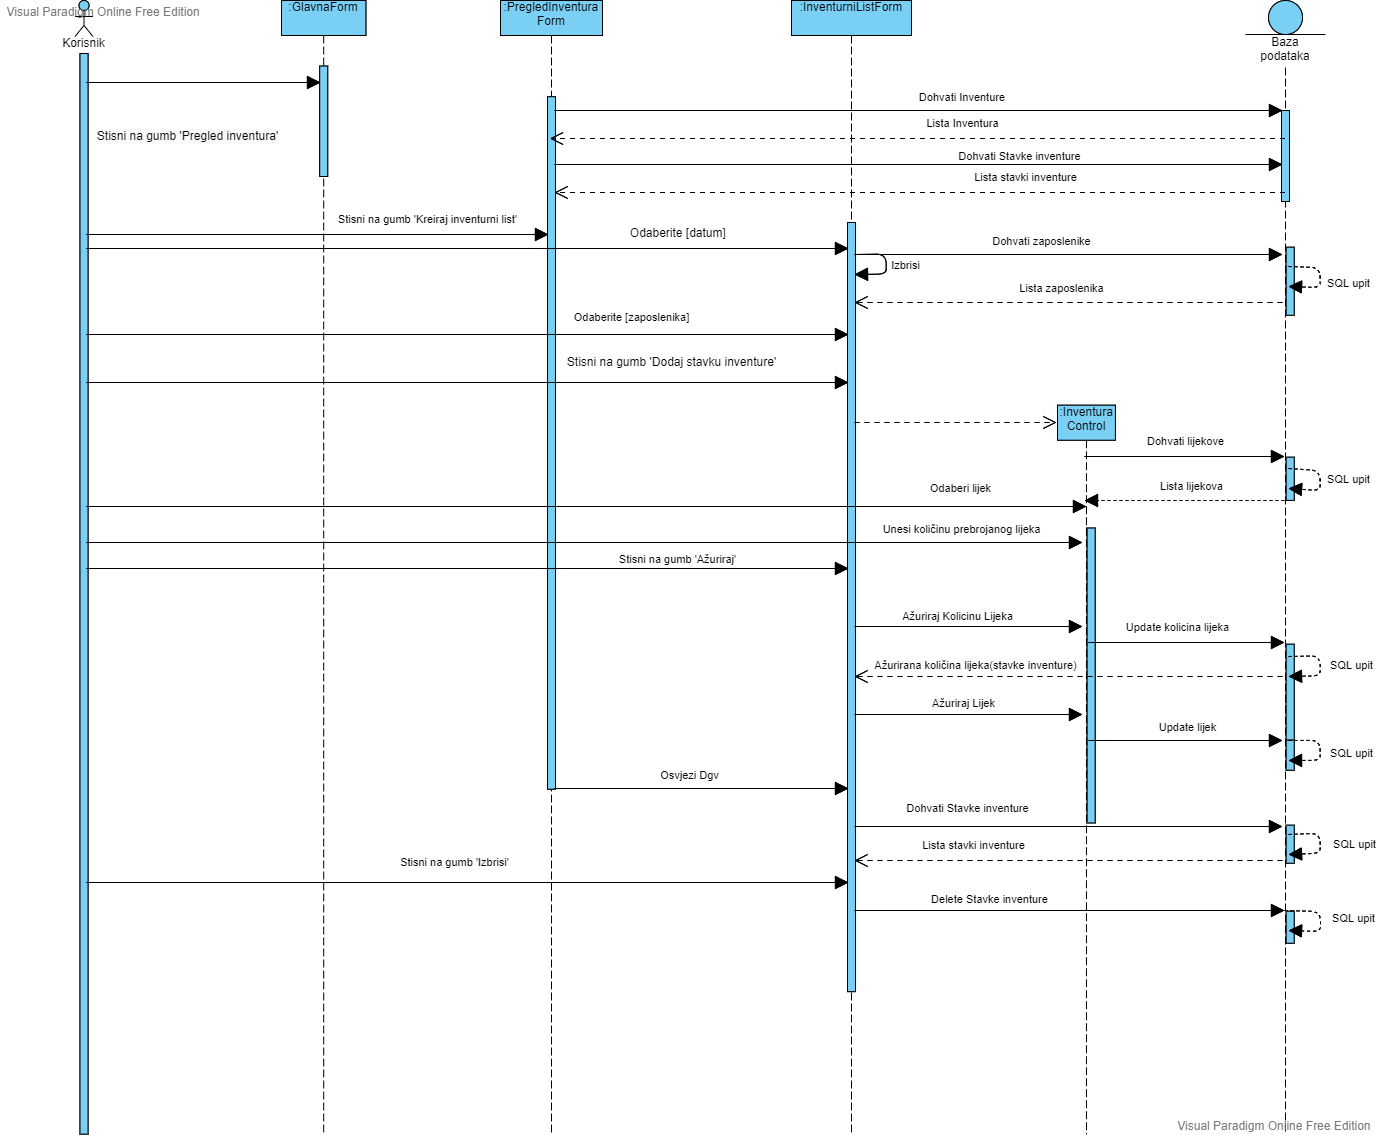 Visual Paradigm Online Free Edition
:GlavnaForm
:PregledInventura
Form
:InventurniListForm
Korisnik
Baza
podataka
Dohvati Inventure
Lista Inventura
Stisni na gumb 'Pregled inventura'
Dohvati Stavke inventure
Lista stavki inventure
Stisni na gumb 'Kreiraj inventurni list'
Odaberite [datum]
Dohvati zaposlenike
Izbrisi
SQL upit
Lista zaposlenika
Odaberite [zaposlenika]
Stisni na gumb 'Dodaj stavku inventure'
:Inventura
Control
Dohvati lijekove
SQL upit
Lista lijekova
Odaberi lijek
Unesi količinu prebrojanog lijeka
Stisni na gumb 'Ažuriraj'
Ažuriraj Kolicinu Lijeka
Update kolicina lijeka
Ažurirana količina lijeka(stavke inventure)
SQL upit
Ažuriraj Lijek
Update lijek
SQL upit
Osvjezi Dgv
Dohvati Stavke inventure
Lista stavki inventure
SQL upit
Stisni na gumb 'Izbrisi'
Delete Stavke inventure
SQL upit
Visual Paradigm Online Free Edition